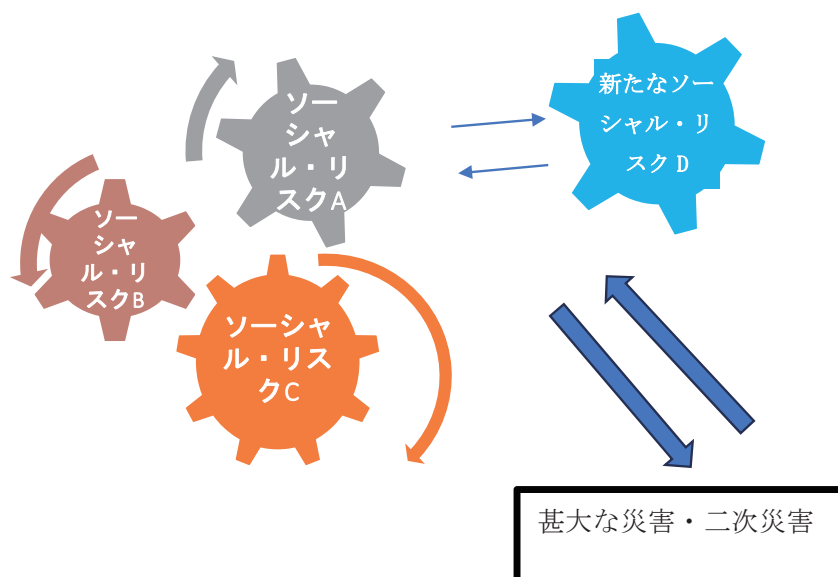 ソー
シャ
ル・リ
スクA
新たなソー
シャル・リ
スク D
ソー
シャ
ル・リ
スクB
ソーシャ
ル・リス
クC
甚大な災害・二次災害